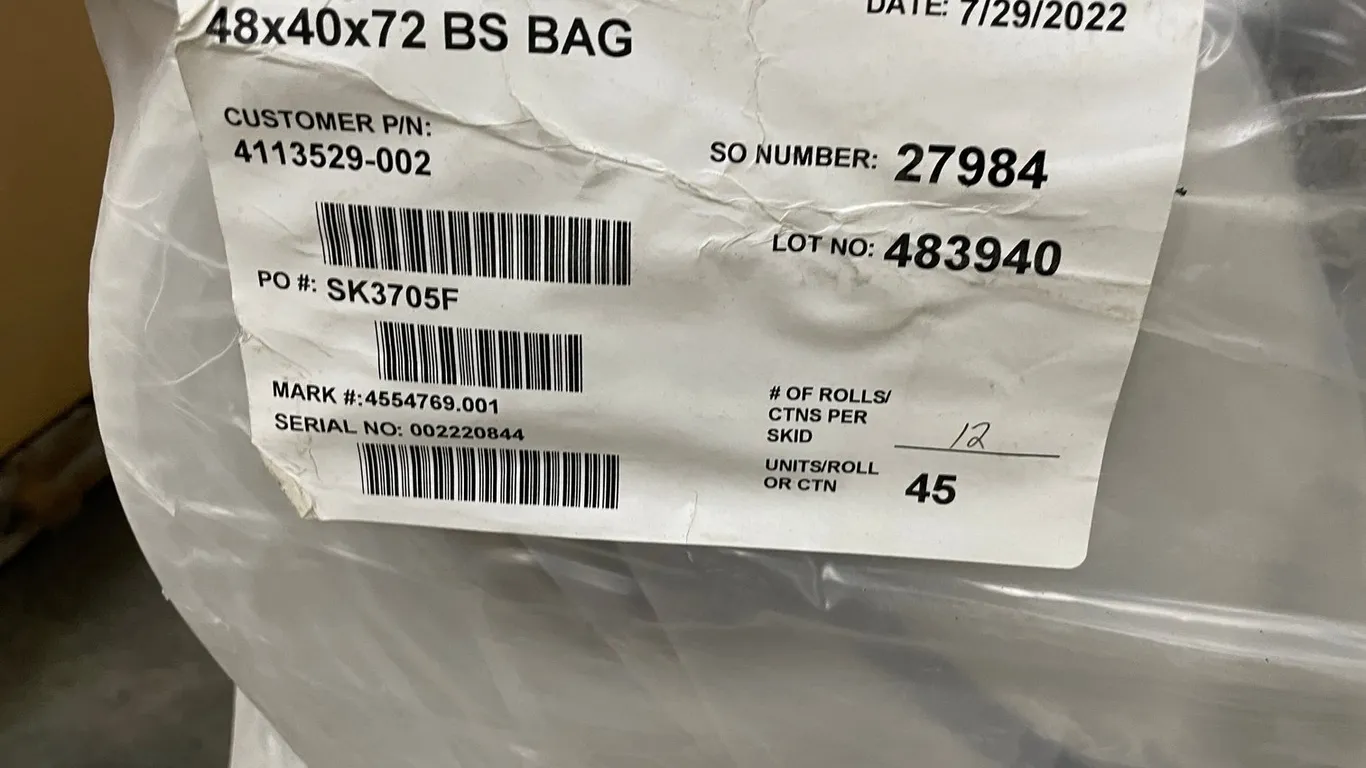 48x40x72 BS BAG
DATE: 7/29/2022
CUSTOMER P/N:
4113529-002
SO NUMBER: 27984
LOT NO: 483940
PO #: SK3705F
MARK #:4554769.001
SERIAL NO: 002220844
# OF ROLLS/
CTNS PER
SKID 12
UNITS/ROLL
OR CTN 45